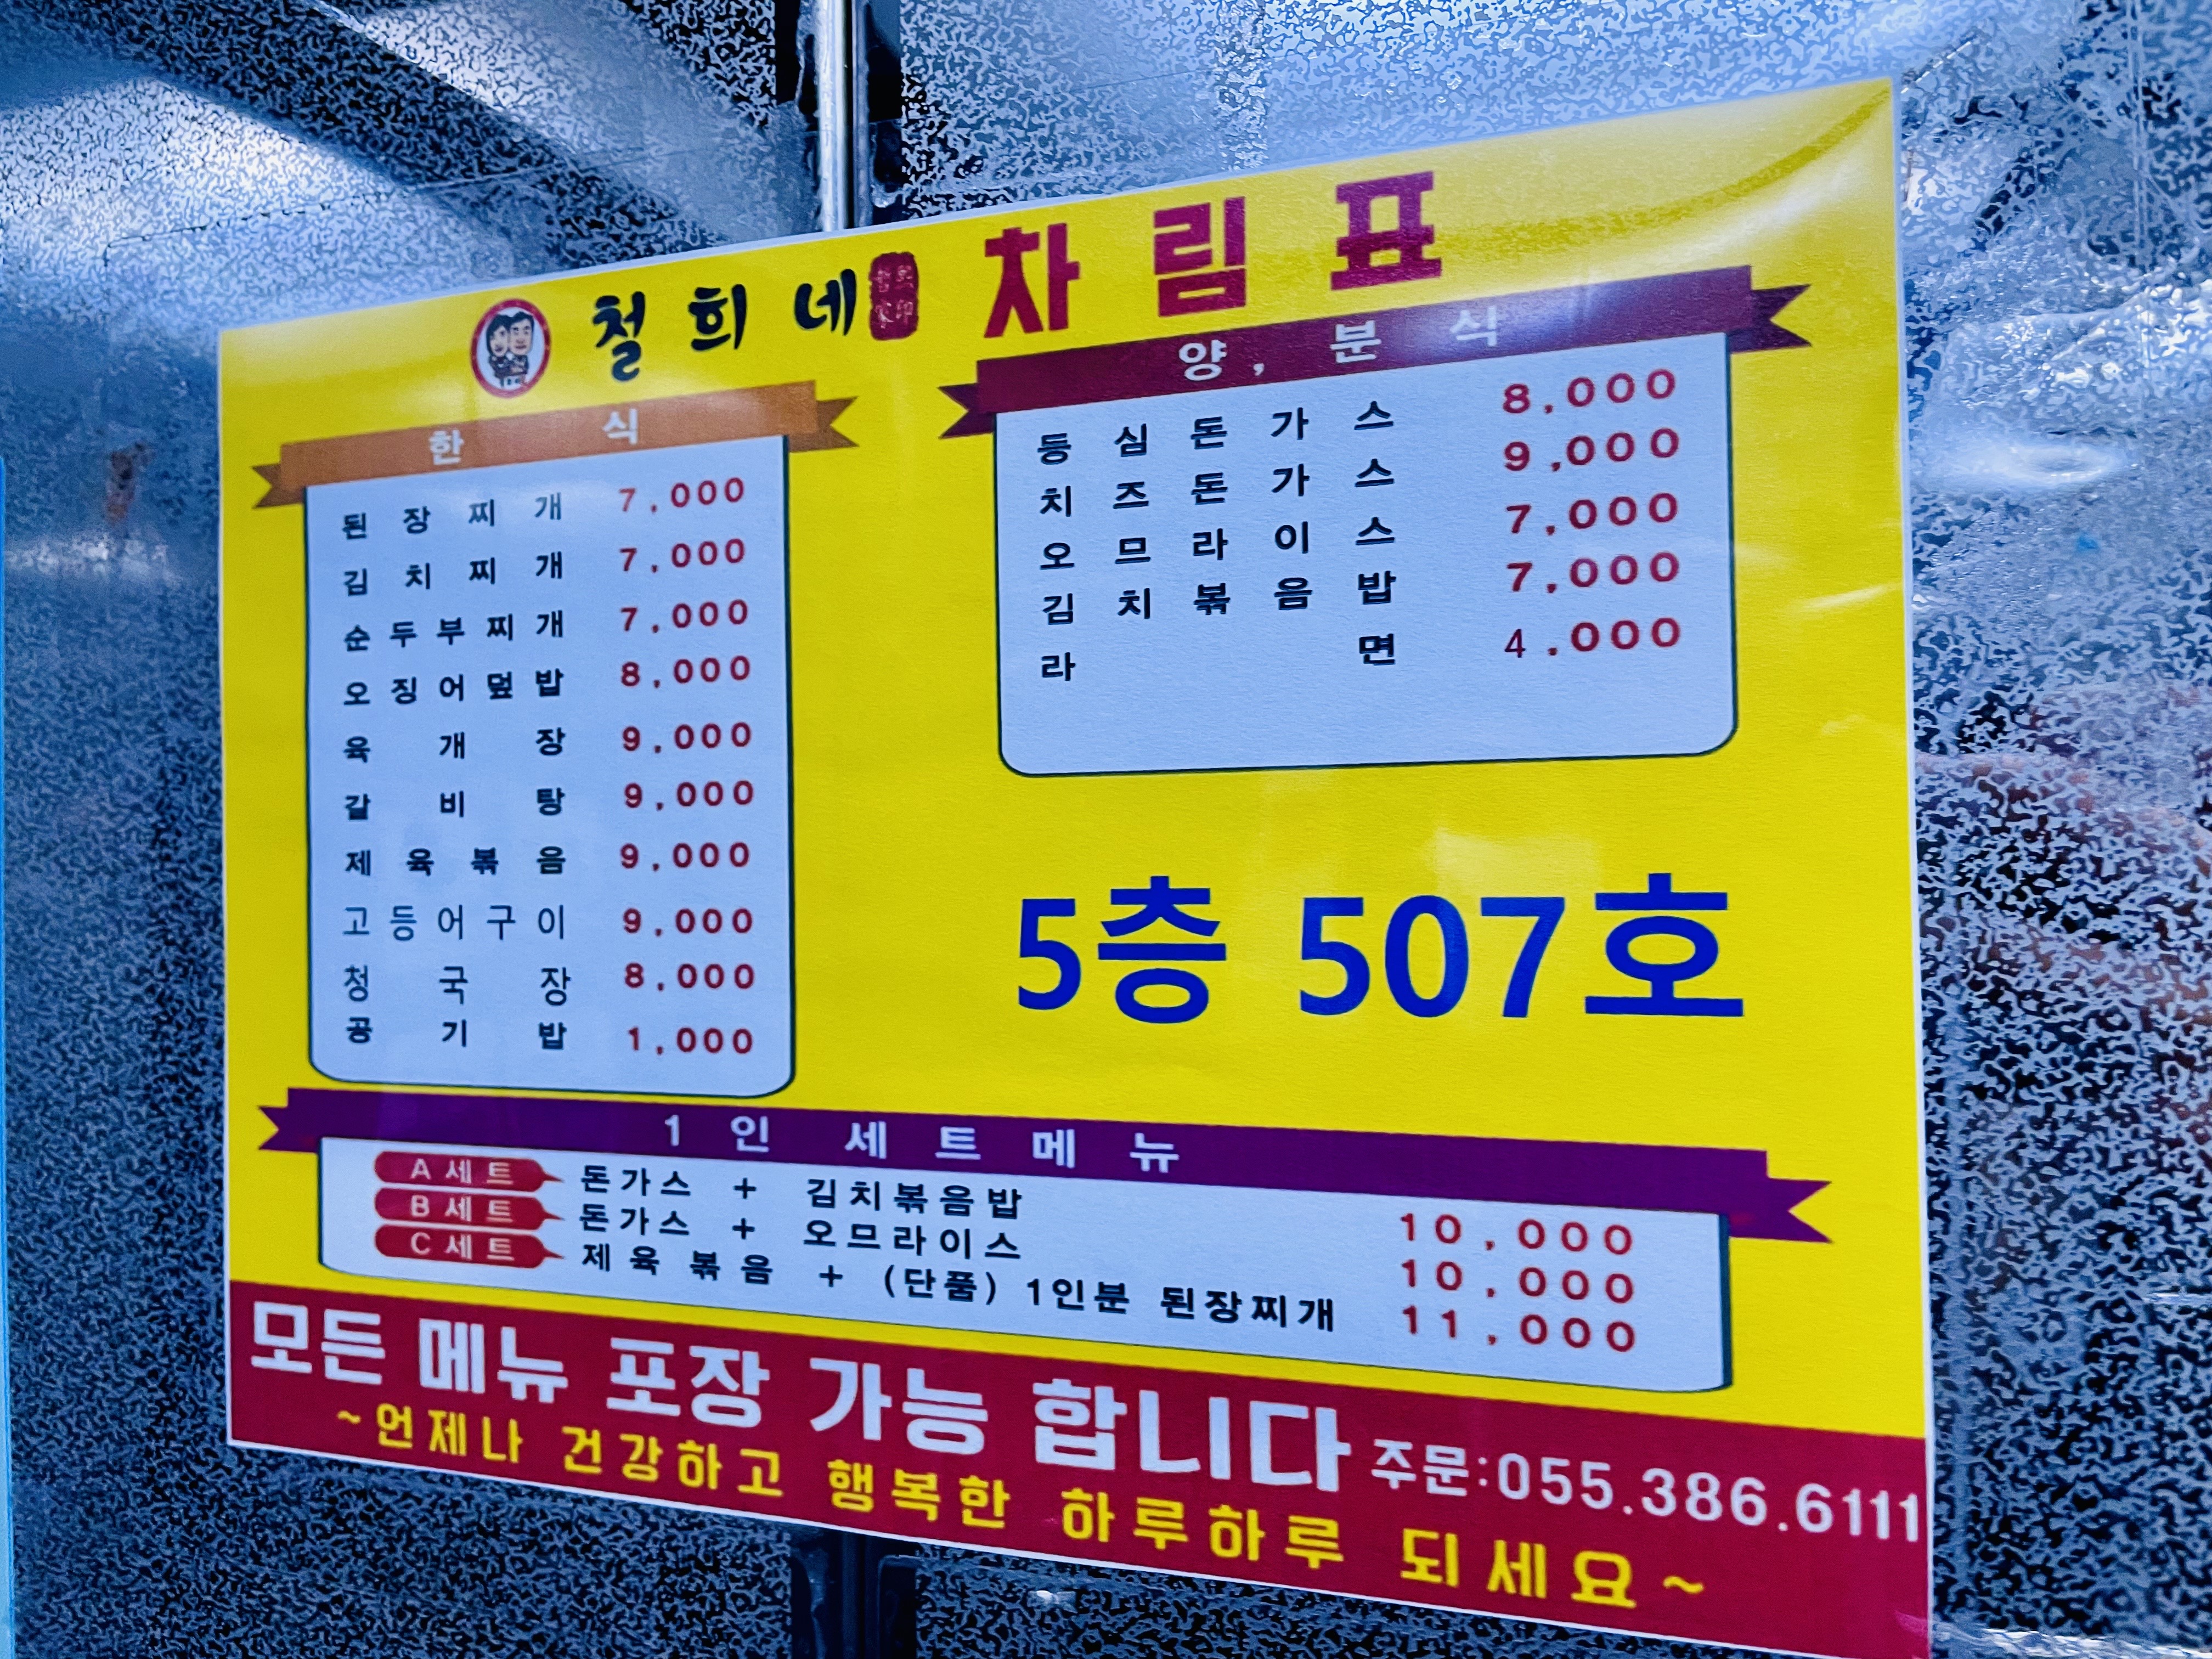 철희네 차림표
한식
된장찌개 7,000
김치찌개 7,000
순두부찌개 7,000
오징어덮밥 8,000
육개장 9,000
갈비탕 9,000
제육볶음 9,000
고등어구이 9,000
청국장 8,000
공기밥 1,000
양, 분식
등심돈가스 8,000
치즈돈가스 9,000
오므라이스 7,000
김치볶음밥 7,000
라면 4.000
5층 507호
1인 세트메뉴
A세트 돈가스 + 김치볶음밥 10,000
B세트 돈가스 + 오므라이스 10,000
C세트 제육볶음 + (단품) 1인분 된장찌개 11,000
모든 메뉴 포장 가능 합니다 주문:055.386.6111
~언제나 건강하고 행복한 하루하루 되세요~